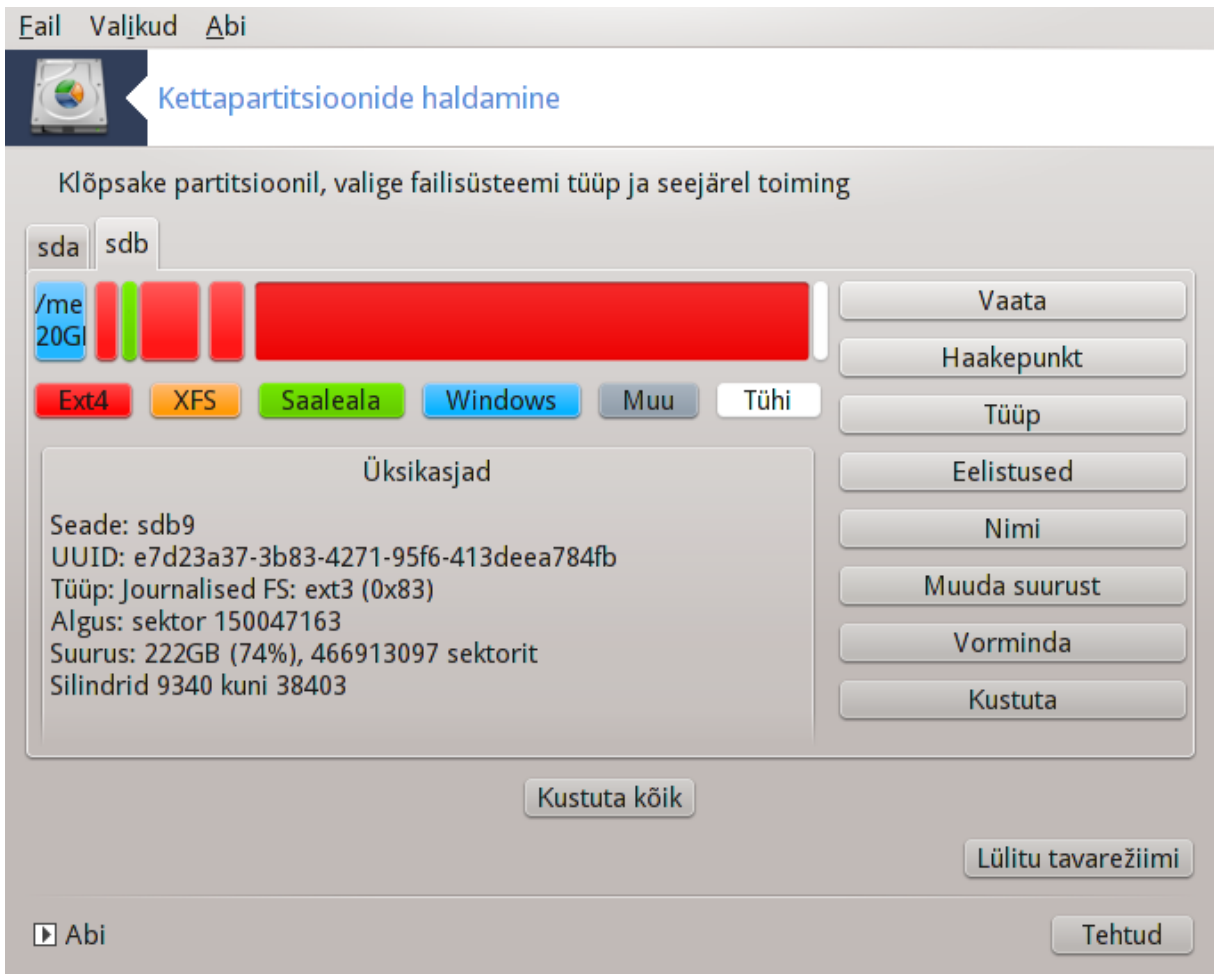 Fail Valikud Abi
Kettapartitsioonide haldamine
Klõpsake partitsioonil, valige failisüsteemi tüüp ja seejärel toiming
sda sdb
/me
20G
Ext4 XFS Saaleala Windows Muu Tühi
Üksikasjad
Seade: sdb9
UUID: e7d23a37-3b83-4271-95f6-413deea784fb
Tüüp: Journalised FS: ext3 (0x83)
Algus: sektor 150047163
Suurus: 222GB (74%), 466913097 sektorit
Silindrid 9340 kuni 38403
Vaata
Haakepunkt
Tüüp
Eelistused
Nimi
Muuda suurust
Vorminda
Kustuta
Kustuta kõik
Lülitu tavarežiimi
Abi
Tehtud